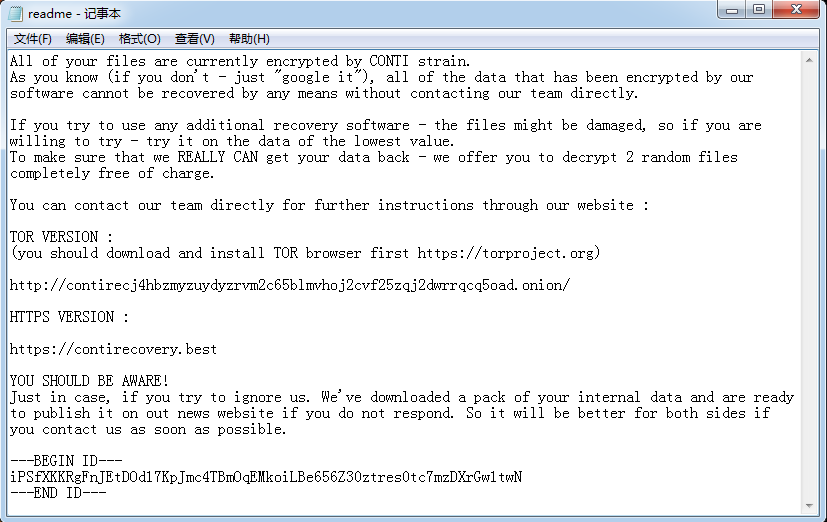 readme - 记事本
文件(F) 编辑(E) 格式(O) 查看(V) 帮助(H)
All of your files are currently encrypted by CONTI strain.
As you know (if you don't - just "google it"), all of the data that has been encrypted by our
software cannot be recovered by any means without contacting our team directly.
If you try to use any additional recovery software - the files might be damaged, so if you are
willing to try - try it on the data of the lowest value.
To make sure that we REALLY CAN get your data back - we offer you to decrypt 2 random files
completely free of charge.
You can contact our team directly for further instructions through our website :
TOR VERSION :
(you should download and install TOR browser first https://torproject.org)
http://contirecj4hbzmyzuydyzrvm2c65blmvhoj2cvf25zqj2dwrrqcq5oad.onion/
HTTPS VERSION :
https://contirecovery.best
YOU SHOULD BE AWARE!
Just in case, if you try to ignore us. We've downloaded a pack of your internal data and are ready
to publish it on out news website if you do not respond. So it will be better for both sides if
you contact us as soon as possible.
---BEGIN ID---
iPSfXKKRgFnJEtDOd17KpJmc4TBmOqEMkoiLBe656Z30ztres0tc7mzDXrGw1twN
---END ID---